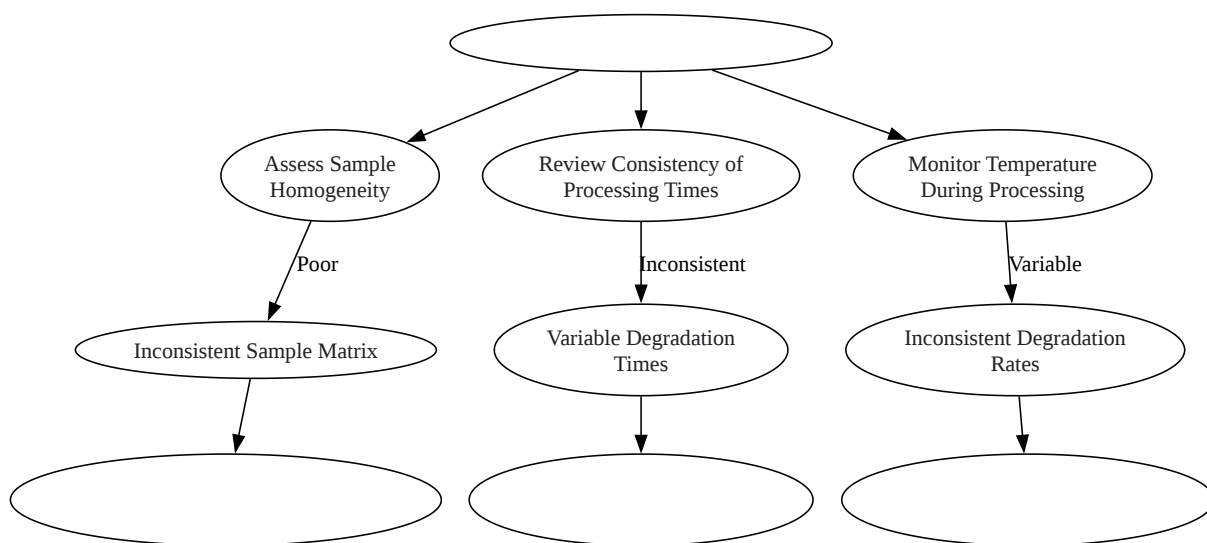 Assess Sample
Homogeneity
Review Consistency of
Processing Times
Monitor Temperature
During Processing
Poor
Inconsistent
Variable
Inconsistent Sample Matrix
Variable Degradation
Times
Inconsistent Degradation
Rates